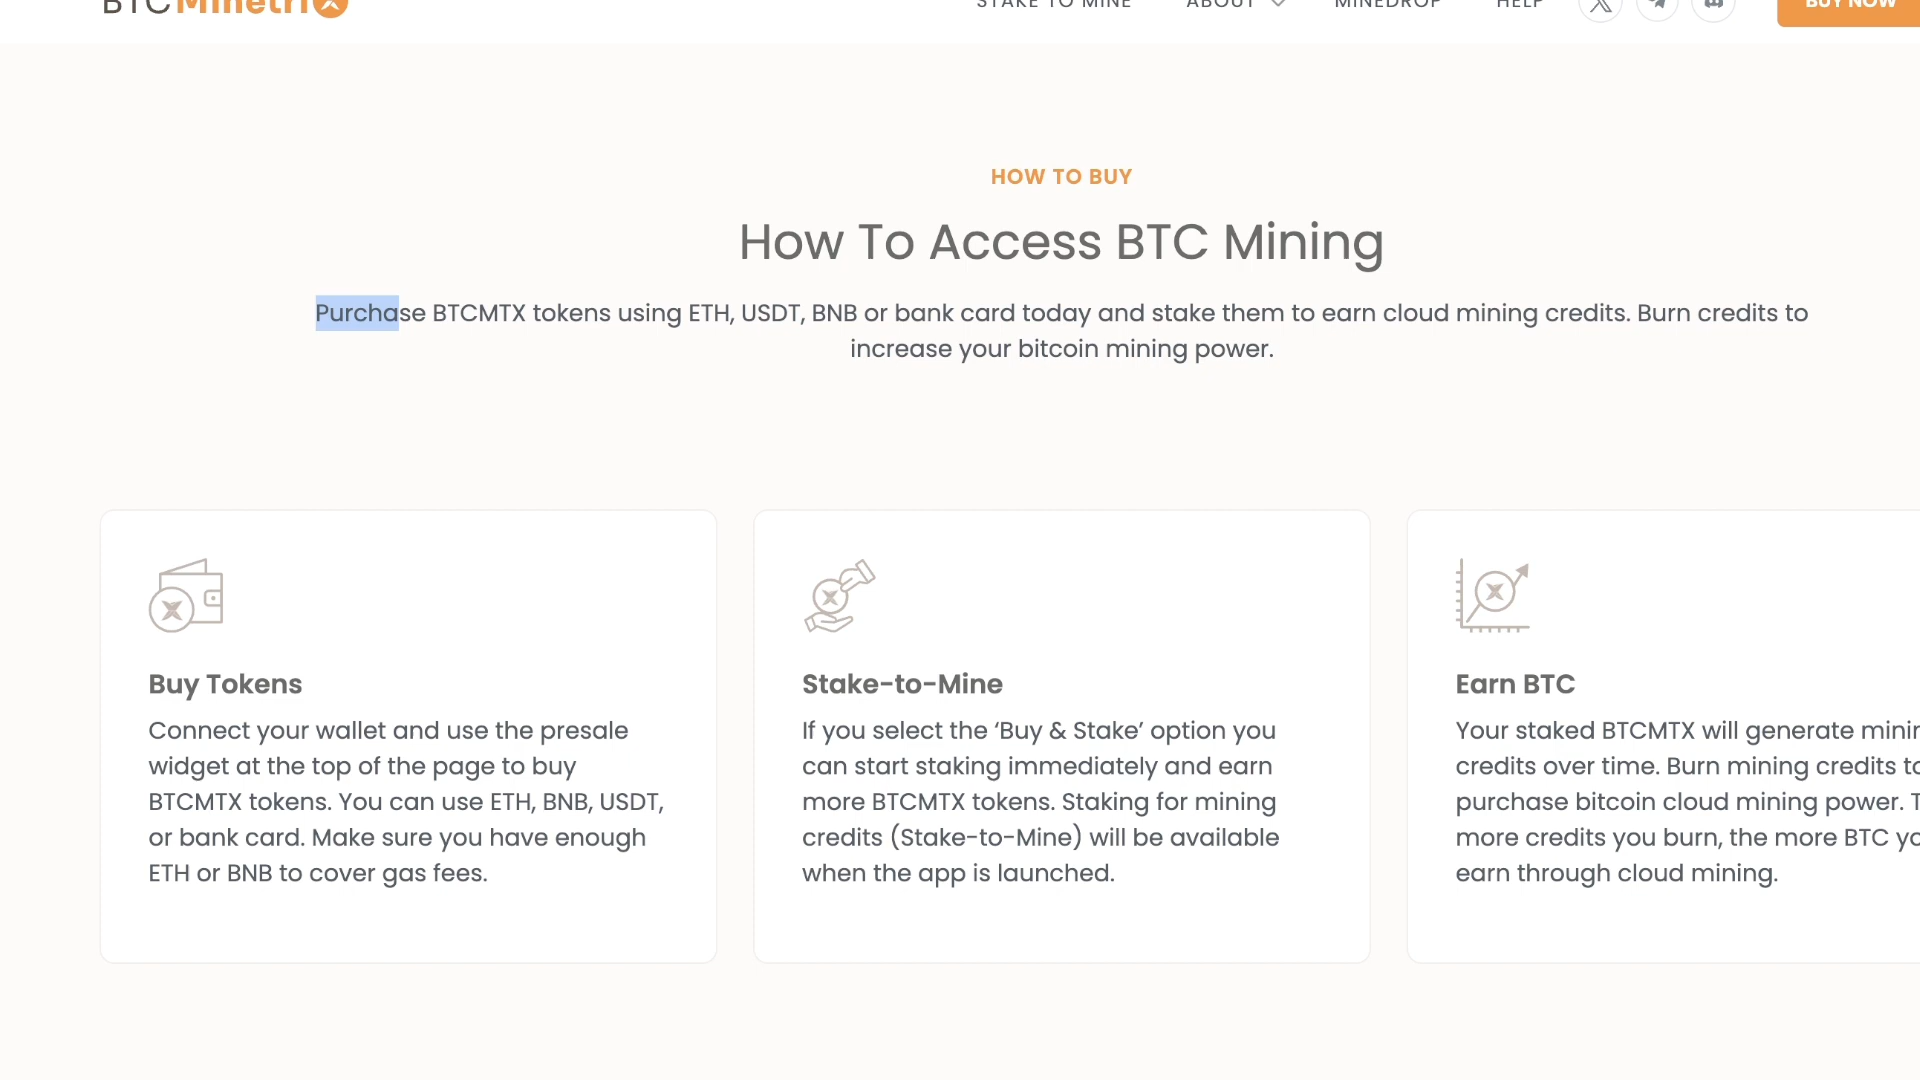 BTCMinetrix
STAKE TO MINE ABOUT MINEDROP HELP BUY NOW
HOW TO BUY
How To Access BTC Mining
Purchase BTCMTX tokens using ETH, USDT, BNB or bank card today and stake them to earn cloud mining credits. Burn credits to
increase your bitcoin mining power.
Buy Tokens
Connect your wallet and use the presale
widget at the top of the page to buy
BTCMTX tokens. You can use ETH, BNB, USDT,
or bank card. Make sure you have enough
ETH or BNB to cover gas fees.
Stake-to-Mine
If you select the ‘Buy & Stake’ option you
can start staking immediately and earn
more BTCMTX tokens. Staking for mining
credits (Stake-to-Mine) will be available
when the app is launched.
Earn BTC
Your staked BTCMTX will generate
credits over time. Burn mining credits
purchase bitcoin cloud mining power.
more credits you burn, the more BTC
earn through cloud mining.